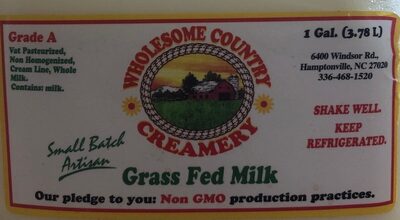 Grade A
Vat Pasteurized,
Non Homogenized,
Cream Line, Whole
Milk.
Contains: milk.
WHOLESOME COUNTRY
CREAMERY
1 Gal. (3.78 L)
6400 Windsor Rd.,
Hamptonville, NC 27020
336-468-1520
SHAKE WELL.
KEEP
REFRIGERATED.
Small Batch
Artisan
Grass Fed Milk
Our pledge to you: Non GMO production practices.